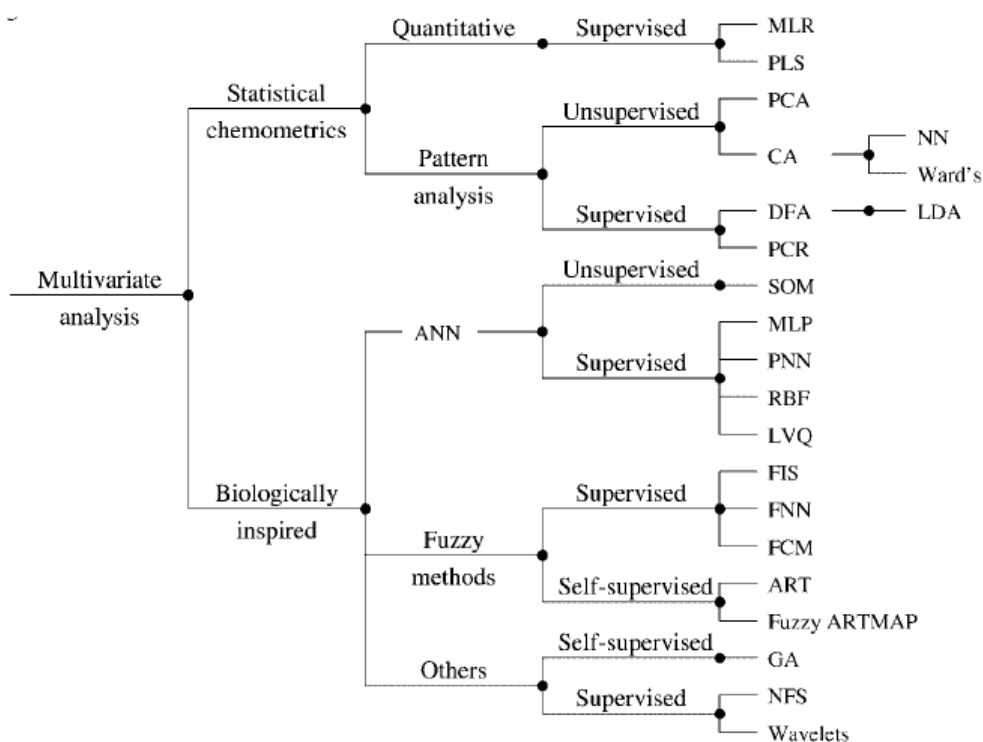 Quantitative
Supervised
MLR
PLS
Statistical
chemometrics
Unsupervised
PCA
CA
NN
Ward's
Pattern
analysis
Supervised
DFA
LDA
PCR
Multivariate
analysis
Unsupervised
SOM
ANN
Supervised
MLP
PNN
RBF
LVQ
Biologically
inspired
Supervised
FIS
FNN
FCM
Fuzzy
methods
Self-supervised
ART
Fuzzy ARTMAP
Others
Self-supervised
GA
Supervised
NFS
Wavelets